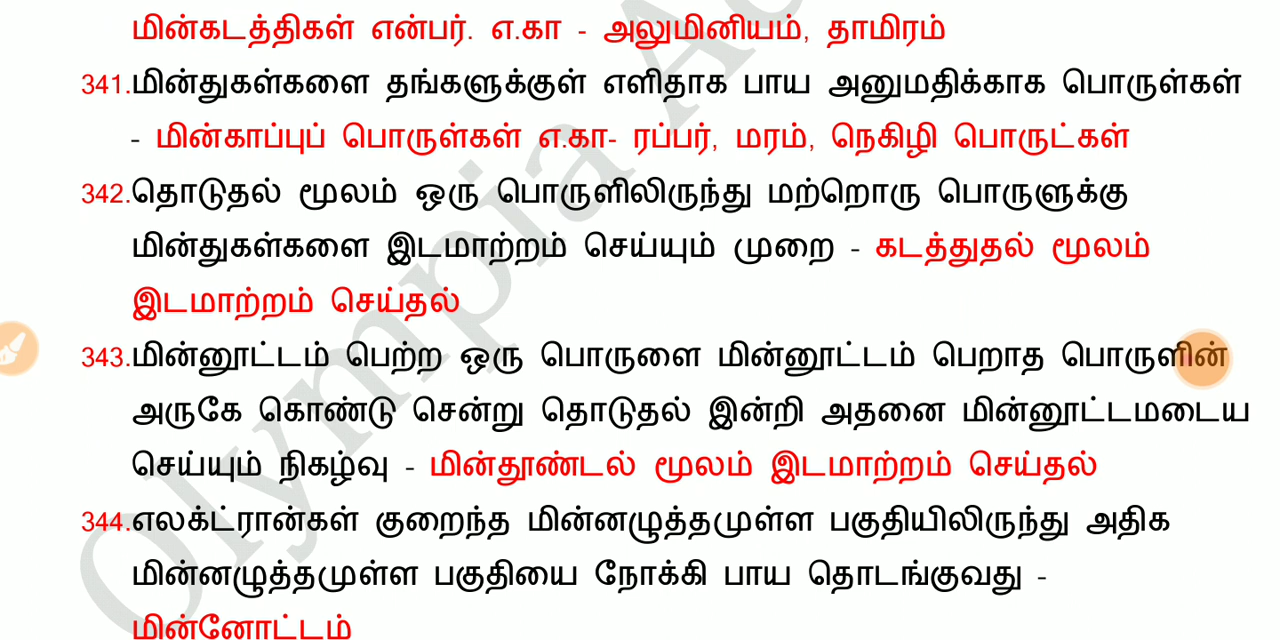 மின்கடத்திகள் என்பர். எ.கா - அலுமினியம், தாமிரம்
341.மின்துகள்களை தங்களுக்குள் எளிதாக பாய அனுமதிக்காக பொருள்கள்
- மின்காப்புப் பொருள்கள் எ.கா- ரப்பர், மரம், நெகிழி பொருட்கள்
342.தொடுதல் மூலம் ஒரு பொருளிலிருந்து மற்றொரு பொருளுக்கு
மின்துகள்களை இடமாற்றம் செய்யும் முறை - கடத்துதல் மூலம்
இடமாற்றம் செய்தல்
343.மின்னூட்டம் பெற்ற ஒரு பொருளை மின்னூட்டம் பெறாத பொருளின்
அருகே கொண்டு சென்று தொடுதல் இன்றி அதனை மின்னூட்டமடைய
செய்யும் நிகழ்வு - மின்தூண்டல் மூலம் இடமாற்றம் செய்தல்
344.எலக்ட்ரான்கள் குறைந்த மின்னழுத்தமுள்ள பகுதியிலிருந்து அதிக
மின்னழுத்தமுள்ள பகுதியை நோக்கி பாய தொடங்குவது -
மின்னோட்டம்
Olympia